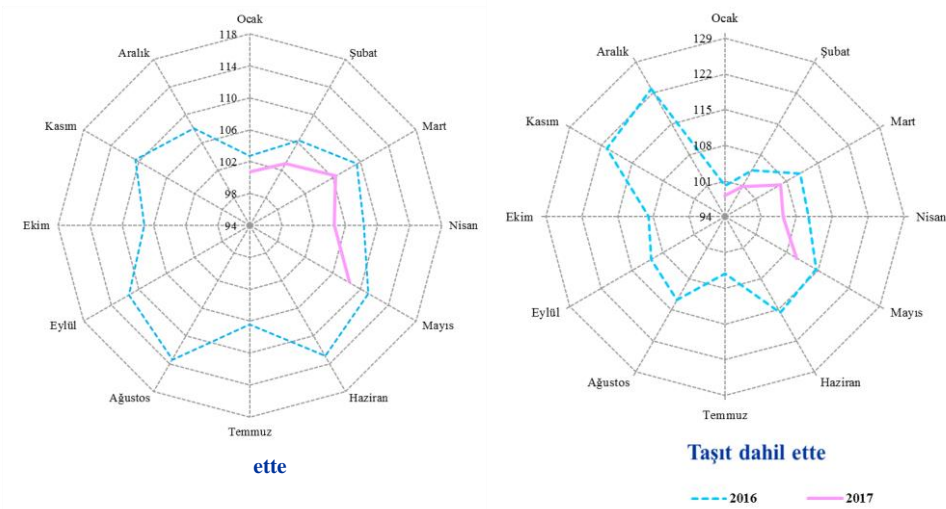 Ocak
118
Şubat
114
110
Mart
106
102
98
94
Nisan
Mayıs
Haziran
Temmuz
Ağustos
Eylül
Ekim
Kasım
Aralık
ette
Ocak
129
Şubat
122
115
Mart
108
101
94
Nisan
Mayıs
Haziran
Temmuz
Ağustos
Eylül
Ekim
Kasım
Aralık
Taşıt dahil ette
2016 2017